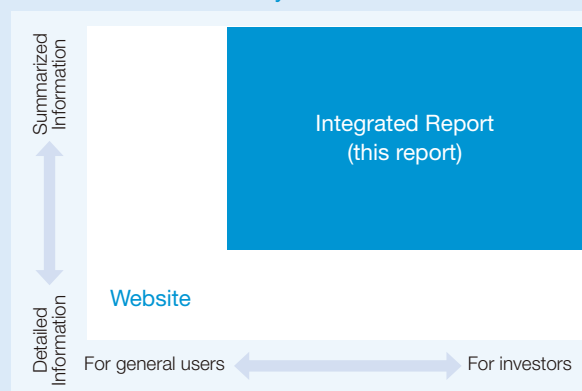 Summarized
Information
Integrated Report
(this report)
Website
Detailed
Information
For general users
For investors